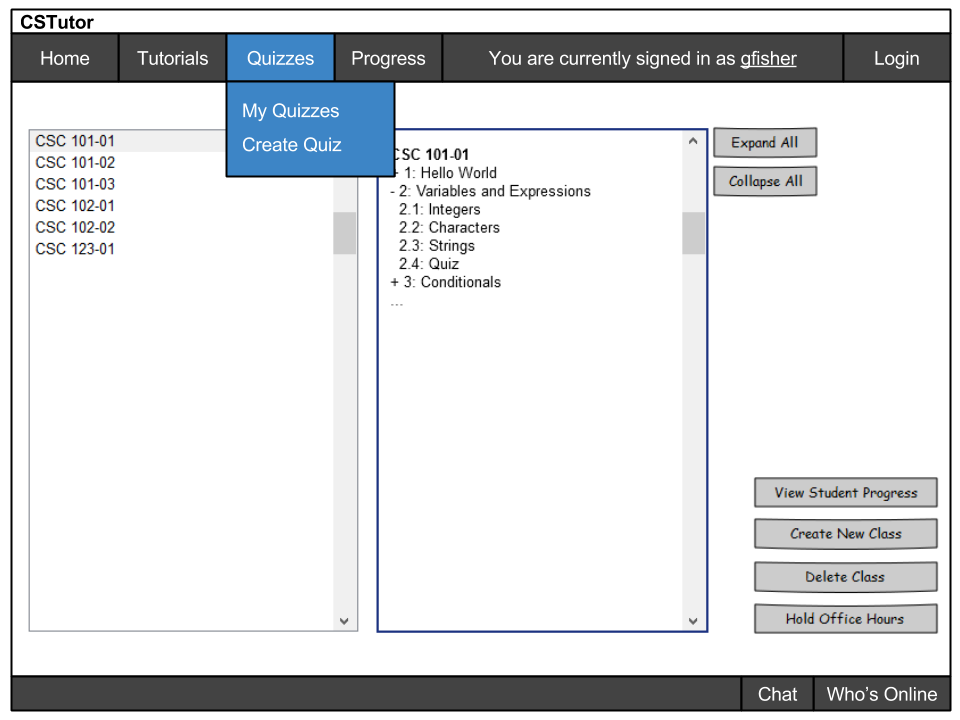 CSTutor
Home Tutorials Quizzes Progress You are currently signed in as gfisher Login
My Quizzes
Create Quiz
CSC 101-01
CSC 101-02
CSC 101-03
CSC 102-01
CSC 102-02
CSC 123-01
CSC 101-01
+ 1: Hello World
- 2: Variables and Expressions
2.1: Integers
2.2: Characters
2.3: Strings
2.4: Quiz
+ 3: Conditionals
...
Expand All
Collapse All
View Student Progress
Create New Class
Delete Class
Hold Office Hours
Chat Who's Online